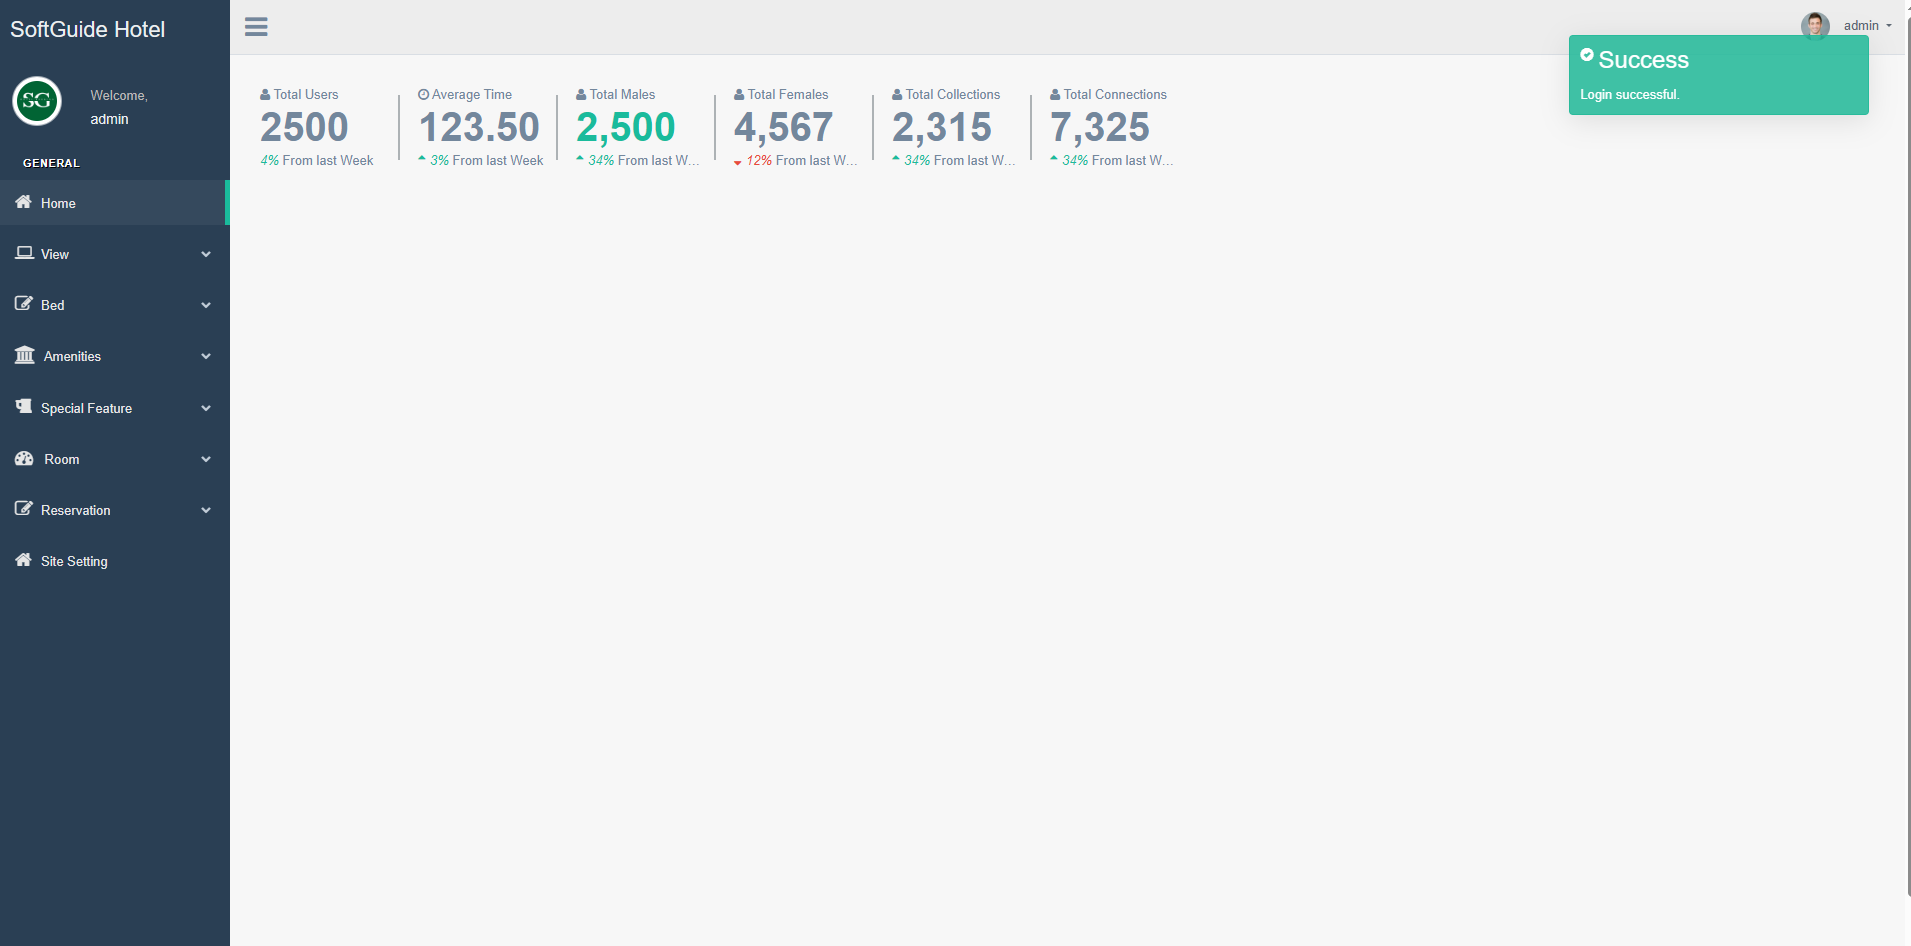 SoftGuide Hotel
SG
Welcome,
admin
GENERAL
Home
View
Bed
Amenities
Special Feature
Room
Reservation
Site Setting
admin
Success
Login successful.
Total Users
2500
4% From last Week
Average Time
123.50
3% From last Week
Total Males
2,500
34% From last W...
Total Females
4,567
12% From last W...
Total Collections
2,315
34% From last W...
Total Connections
7,325
34% From last W...